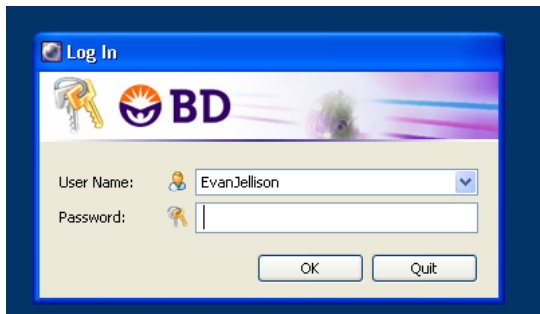 Log In
BD
User Name: EvanJellison
Password:
OK Quit